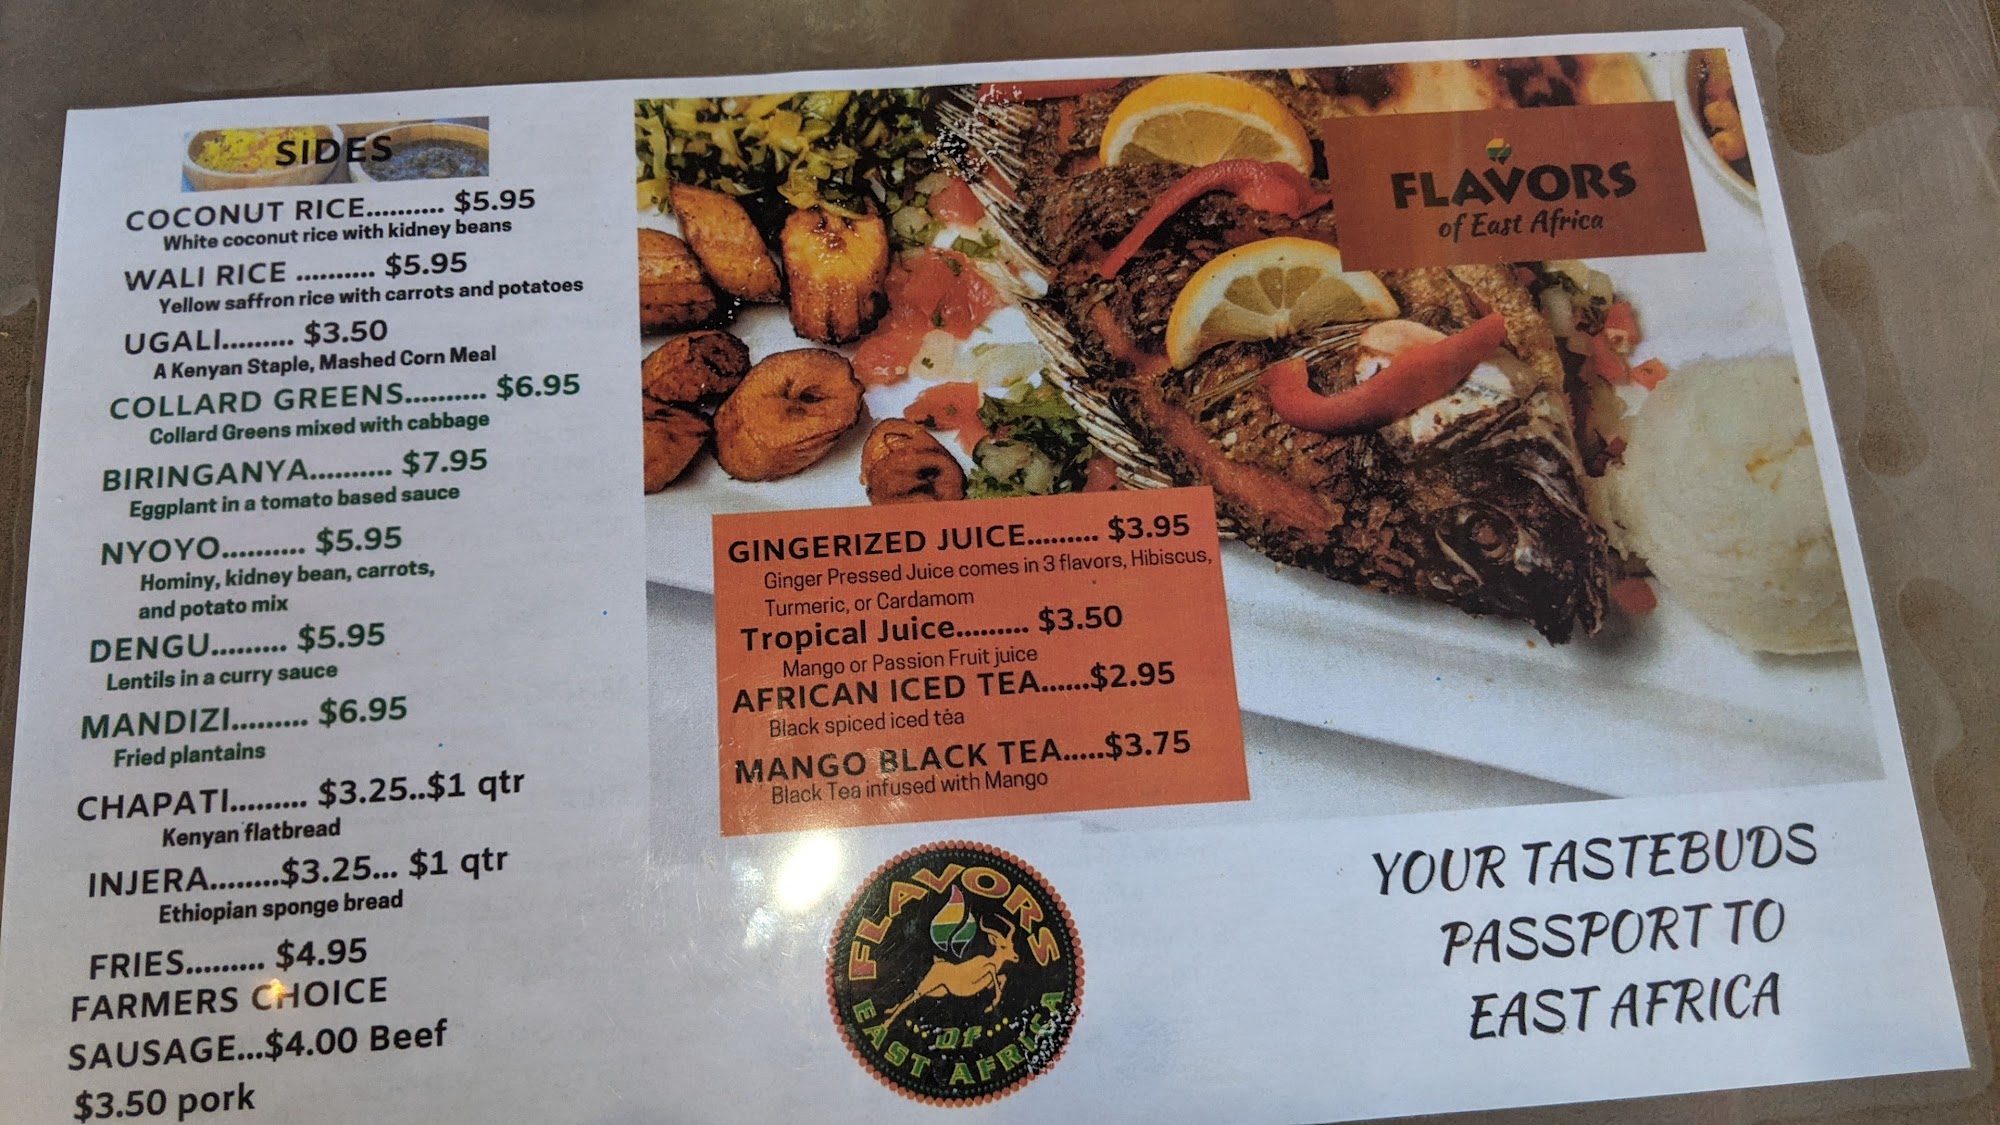 SIDES
COCONUT RICE.......... $5.95
White coconut rice with kidney beans
WALI RICE .......... $5.95
Yellow saffron rice with carrots and potatoes
UGALI......... $3.50
A Kenyan Staple, Mashed Corn Meal
COLLARD GREENS.......... $6.95
Collard Greens mixed with cabbage
BIRINGANYA.......... $7.95
Eggplant in a tomato based sauce
NYOYO.......... $5.95
Hominy, kidney bean, carrots,
and potato mix
DENGU......... $5.95
Lentils in a curry sauce
MANDIZI......... $6.95
Fried plantains
CHAPATI......... $3.25..$1 qtr
Kenyan flatbread
INJERA.........$3.25... $1 qtr
Ethiopian sponge bread
FRIES......... $4.95
FARMERS CHOICE
SAUSAGE...$4.00 Beef
$3.50 pork
FLAVORS
of East Africa
GINGERIZED JUICE......... $3.95
Ginger Pressed Juice comes in 3 flavors, Hibiscus,
Turmeric, or Cardamom
Tropical Juice......... $3.50
Mango or Passion Fruit juice
AFRICAN ICED TEA......$2.95
Black spiced iced tea
MANGO BLACK TEA.....$3.75
Black Tea infused with Mango
FLAVORS
OF
EAST AFRICA
YOUR TASTEBUDS
PASSPORT TO
EAST AFRICA